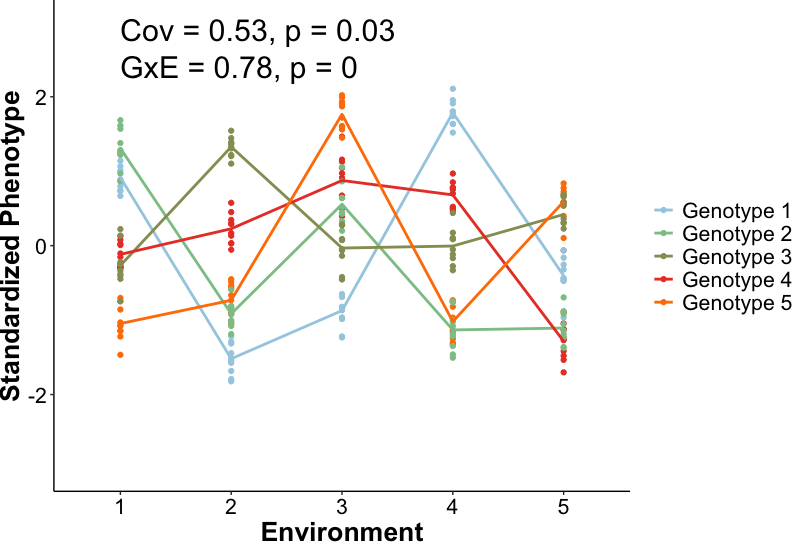 Cov = 0.53, p = 0.03
GxE = 0.78, p = 0
Standardized Phenotype
2
0
-2
1 2 3 4 5
Environment
Genotype 1
Genotype 2
Genotype 3
Genotype 4
Genotype 5